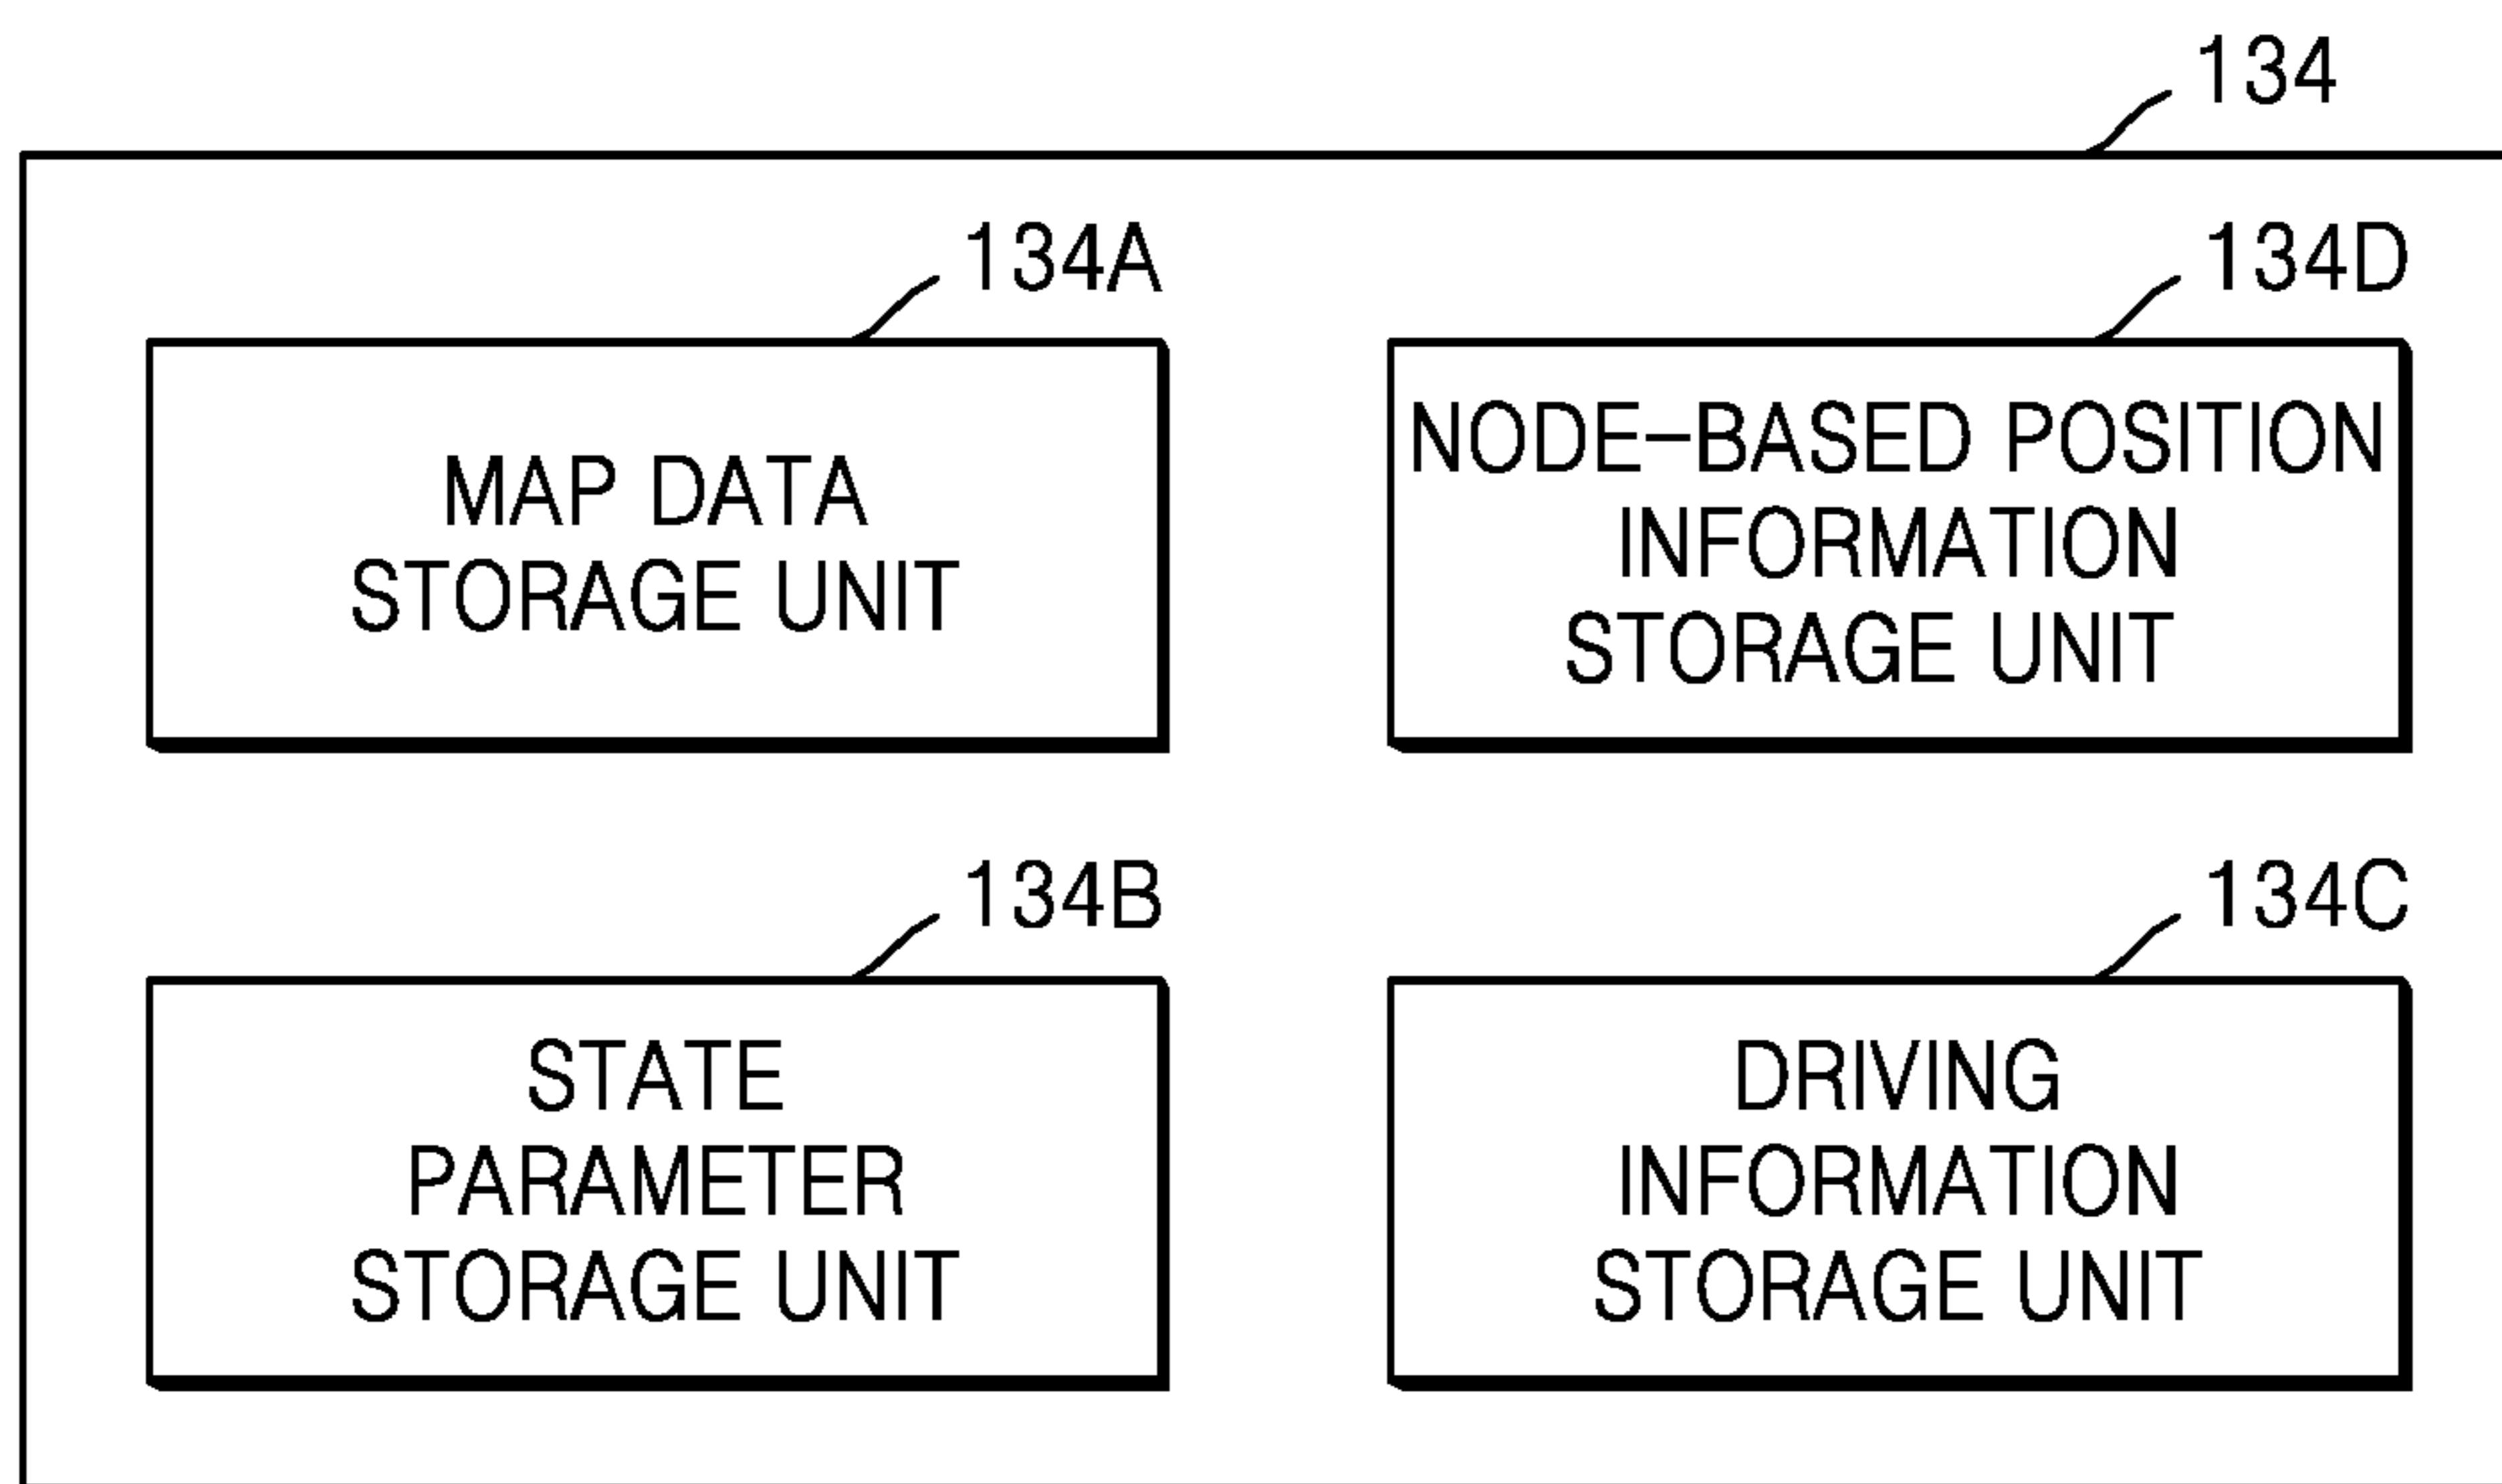 134
134A
MAP DATA
STORAGE UNIT
134D
NODE-BASED POSITION
INFORMATION
STORAGE UNIT
134B
STATE
PARAMETER
STORAGE UNIT
134C
DRIVING
INFORMATION
STORAGE UNIT